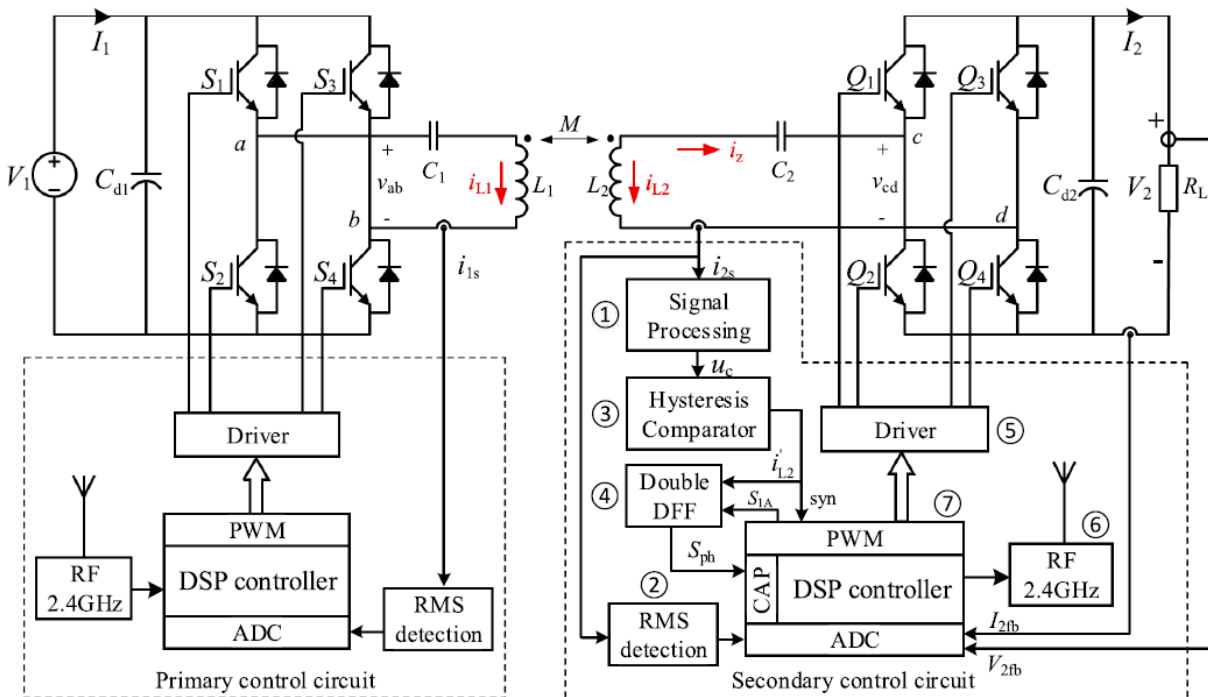 I1
I2
S1
S3
Q1
Q3
a
C1
M
C2
c
+
V1
Cd1
vab
iL1
L1
L2
iL2
iz
vcd
Cd2
V2
RL
b
-
d
S2
S4
i1s
i2s
Q2
Q4
① Signal
Processing
uc
③ Hysteresis
Comparator
Driver
Driver ⑤
i'L2
④ Double
DFF
S1A
syn
⑦
⑥
Sph
PWM
PWM
RF
2.4GHz
DSP controller
②
CAP
DSP controller
RF
2.4GHz
RMS
detection
RMS
detection
ADC
ADC
I2fb
V2fb
Primary control circuit
Secondary control circuit